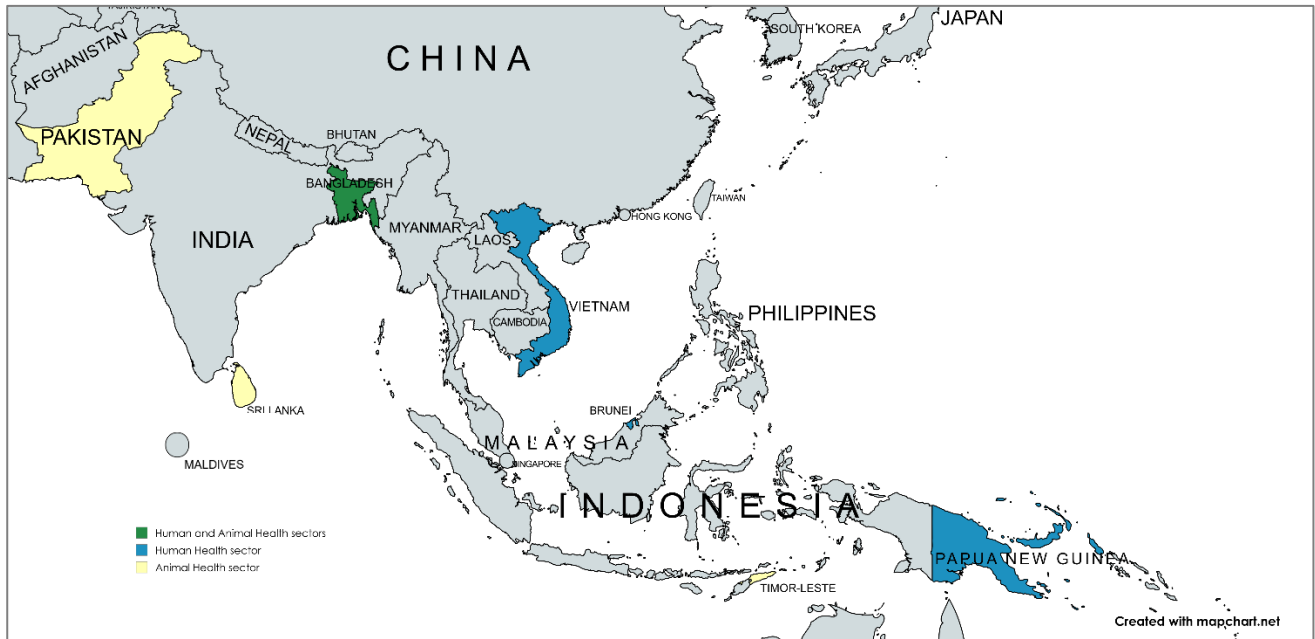 TAJIKISTAN
JAPAN
SOUTH KOREA
AFGHANISTAN
CHINA
PAKISTAN
NEPAL
BHUTAN
BANGLADESH
TAIWAN
HONG KONG
INDIA
MYANMAR
LAOS
THAILAND
VIETNAM
CAMBODIA
PHILIPPINES
SRI LANKA
BRUNEI
MALAYSIA
MALDIVES
SINGAPORE
INDONESIA
Human and Animal Health sectors
Human Health sector
Animal Health sector
PAPUA NEW GUINEA
TIMOR-LESTE
Created with mapchart.net